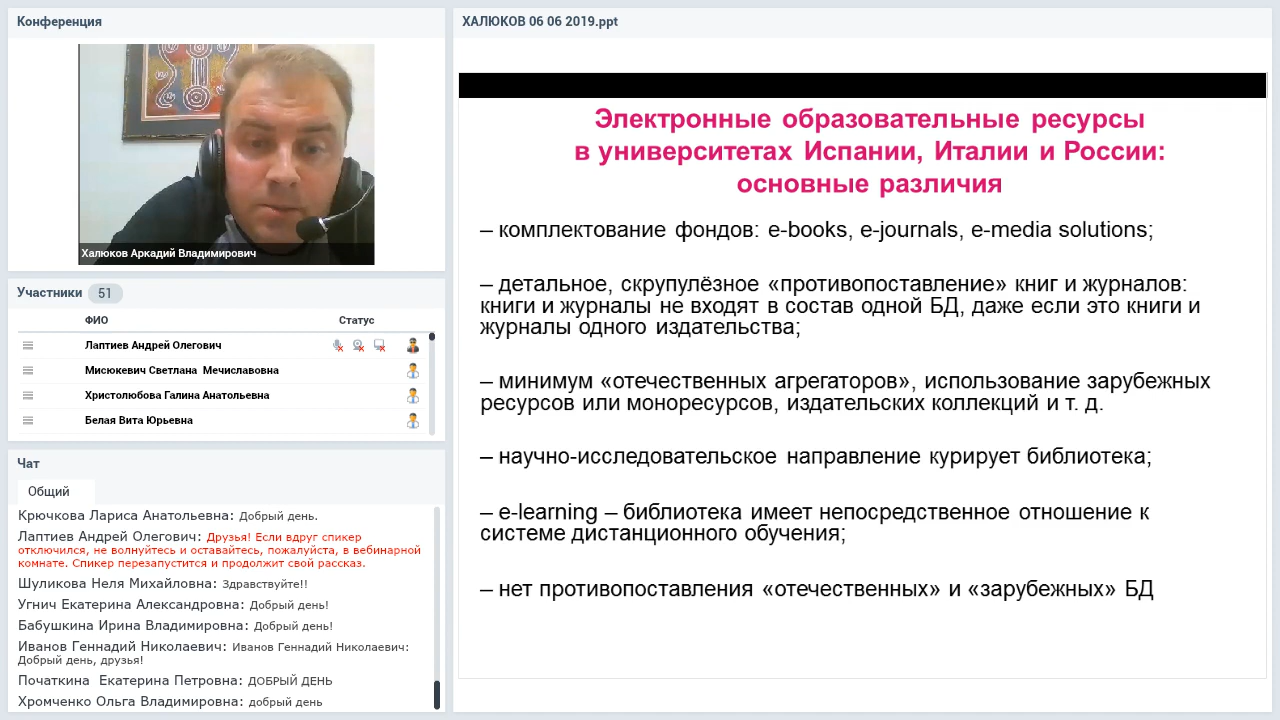 Конференция
Халюков Аркадий Владимирович
Участники 51
ФИО Статус
Лаптиев Андрей Олегович
Мисюкевич Светлана Мечиславовна
Христолюбова Галина Анатольевна
Белая Вита Юрьевна
Чат
Общий
Крючкова Лариса Анатольевна: Добрый день.
Лаптиев Андрей Олегович: Друзья! Если вдруг спикер
отключился, не волнуйтесь и оставайтесь, пожалуйста, в вебинарной
комнате. Спикер перезапустится и продолжит свой рассказ.
Шуликова Неля Михайловна: Здравствуйте!!
Угнич Екатерина Александровна: Добрый день!
Бабушкина Ирина Владимировна: Добрый день!
Иванов Геннадий Николаевич: Иванов Геннадий Николаевич:
Добрый день, друзья!
Початкина Екатерина Петровна: ДОБРЫЙ ДЕНЬ
Хромченко Ольга Владимировна: добрый день
ХАЛЮКОВ 06 06 2019.ppt
Электронные образовательные ресурсы
в университетах Испании, Италии и России:
основные различия
– комплектование фондов: e-books, e-journals, e-media solutions;
– детальное, скрупулёзное «противопоставление» книг и журналов:
книги и журналы не входят в состав одной БД, даже если это книги и
журналы одного издательства;
– минимум «отечественных агрегаторов», использование зарубежных
ресурсов или моноресурсов, издательских коллекций и т. д.
– научно-исследовательское направление курирует библиотека;
– e-learning – библиотека имеет непосредственное отношение к
системе дистанционного обучения;
– нет противопоставления «отечественных» и «зарубежных» БД